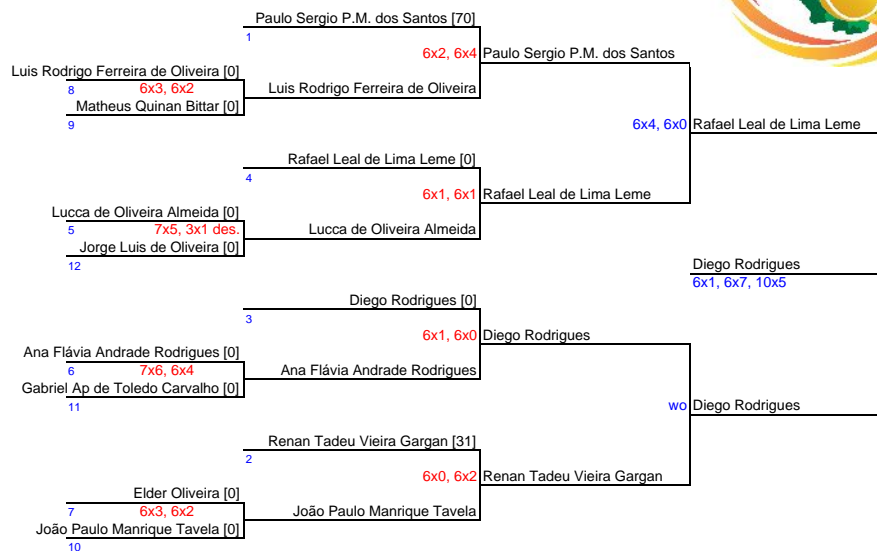 Paulo Sergio P.M. dos Santos [70]
1
6x2, 6x4 Paulo Sergio P.M. dos Santos
Luis Rodrigo Ferreira de Oliveira [0]
8 6x3, 6x2 Luis Rodrigo Ferreira de Oliveira
Matheus Quinan Bittar [0]
9
6x4, 6x0 Rafael Leal de Lima Leme
Rafael Leal de Lima Leme [0]
4
6x1, 6x1 Rafael Leal de Lima Leme
Lucca de Oliveira Almeida [0]
5 7x5, 3x1 des. Lucca de Oliveira Almeida
Jorge Luis de Oliveira [0]
12
Diego Rodrigues
6x1, 6x7, 10x5
Diego Rodrigues [0]
3
6x1, 6x0 Diego Rodrigues
Ana Flávia Andrade Rodrigues [0]
6 7x6, 6x4 Ana Flávia Andrade Rodrigues
Gabriel Ap de Toledo Carvalho [0]
11
wo Diego Rodrigues
Renan Tadeu Vieira Gargan [31]
2
6x0, 6x2 Renan Tadeu Vieira Gargan
Elder Oliveira [0]
7 6x3, 6x2 João Paulo Manrique Tavela
João Paulo Manrique Tavela [0]
10